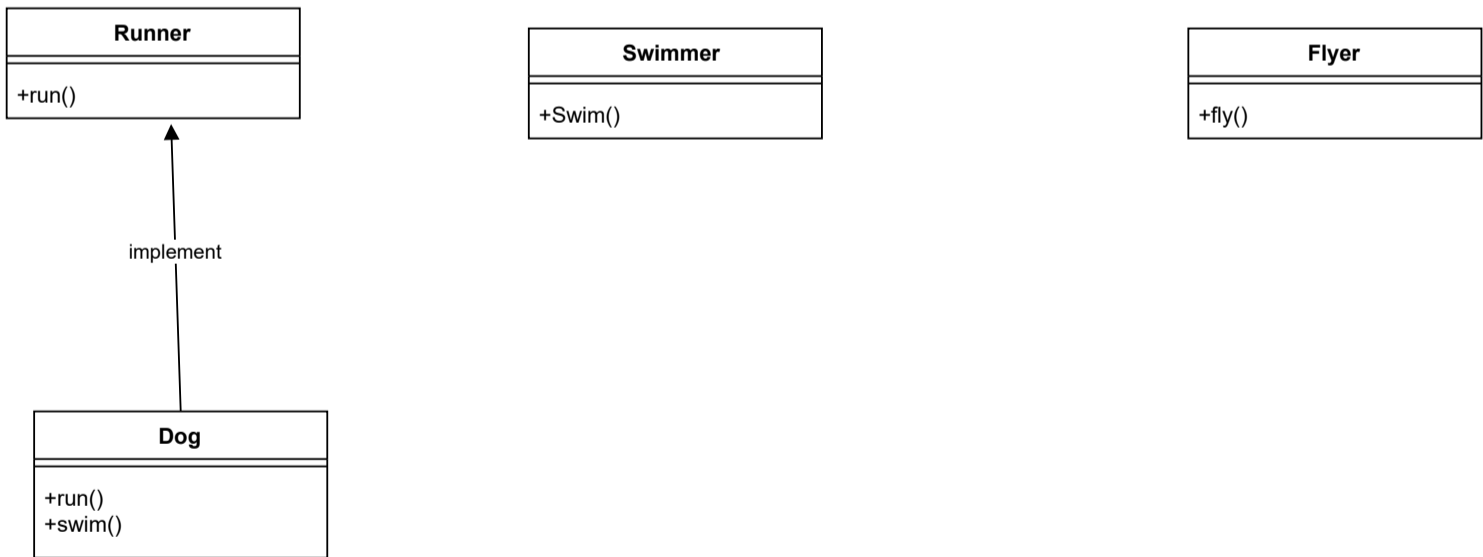 Runner
+run()
Swimmer
+Swim()
Flyer
+fly()
implement
Dog
+run()
+swim()